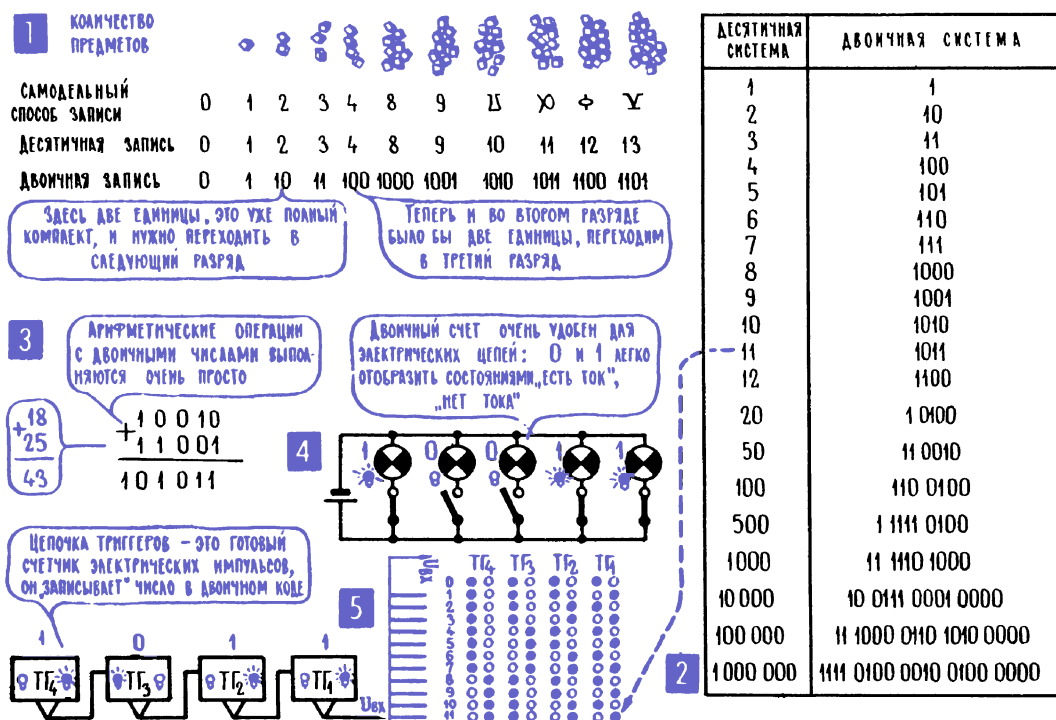 1
КОЛИЧЕСТВО
ПРЕДМЕТОВ
САМОДЕЛЬНЫЙ
СПОСОБ ЗАПИСИ 0 1 2 3 4 8 9
ДЕСЯТИЧНАЯ ЗАПИСЬ 0 1 2 3 4 8 9 10 11 12 13
ДВОИЧНАЯ ЗАПИСЬ 0 1 10 11 100 1000 1001 1010 1011 1100 1101
ЗДЕСЬ ДВЕ ЕДИНИЦЫ, ЭТО УЖЕ ПОЛНЫЙ
КОМПЛЕКТ, И НУЖНО ПЕРЕХОДИТЬ В
СЛЕДУЮЩИЙ РАЗРЯД
ТЕПЕРЬ И ВО ВТОРОМ РАЗРЯДЕ
БЫЛО БЫ ДВЕ ЕДИНИЦЫ, ПЕРЕХОДИМ
В ТРЕТИЙ РАЗРЯД
3
АРИФМЕТИЧЕСКИЕ ОПЕРАЦИИ
С ДВОИЧНЫМИ ЧИСЛАМИ ВЫПОЛ-
НЯЮТСЯ ОЧЕНЬ ПРОСТО
+18
25
43
+10010
11001
101011
ДВОИЧНЫЙ СЧЕТ ОЧЕНЬ УДОБЕН ДЛЯ
ЭЛЕКТРИЧЕСКИХ ЦЕПЕЙ: 0 И 1 ЛЕГКО
ОТОБРАЗИТЬ СОСТОЯНИЯМИ „ЕСТЬ ТОК",
„НЕТ ТОКА"
4
1 0 0 1 1
ЦЕПОЧКА ТРИГГЕРОВ – ЭТО ГОТОВЫЙ
СЧЕТЧИК ЭЛЕКТРИЧЕСКИХ ИМПУЛЬСОВ,
ОН „ЗАПИСЫВАЕТ" ЧИСЛО В ДВОИЧНОМ КОДЕ
1 0 1 1
ТГ4 ТГ3 ТГ2 ТГ1
Uвх
5
Uвх ТГ4 ТГ3 ТГ2 ТГ1
0
1
2
3
4
5
6
7
8
9
10
11
2
ДЕСЯТИЧНАЯ СИСТЕМА ДВОИЧНАЯ СИСТЕМА
1 1
2 10
3 11
4 100
5 101
6 110
7 111
8 1000
9 1001
10 1010
11 1011
12 1100
20 1 0100
50 11 0010
100 110 0100
500 1 1111 0100
1000 11 1110 1000
10 000 10 0111 0001 0000
100 000 11 1000 0110 1010 0000
1 000 000 1111 0100 0010 0100 0000